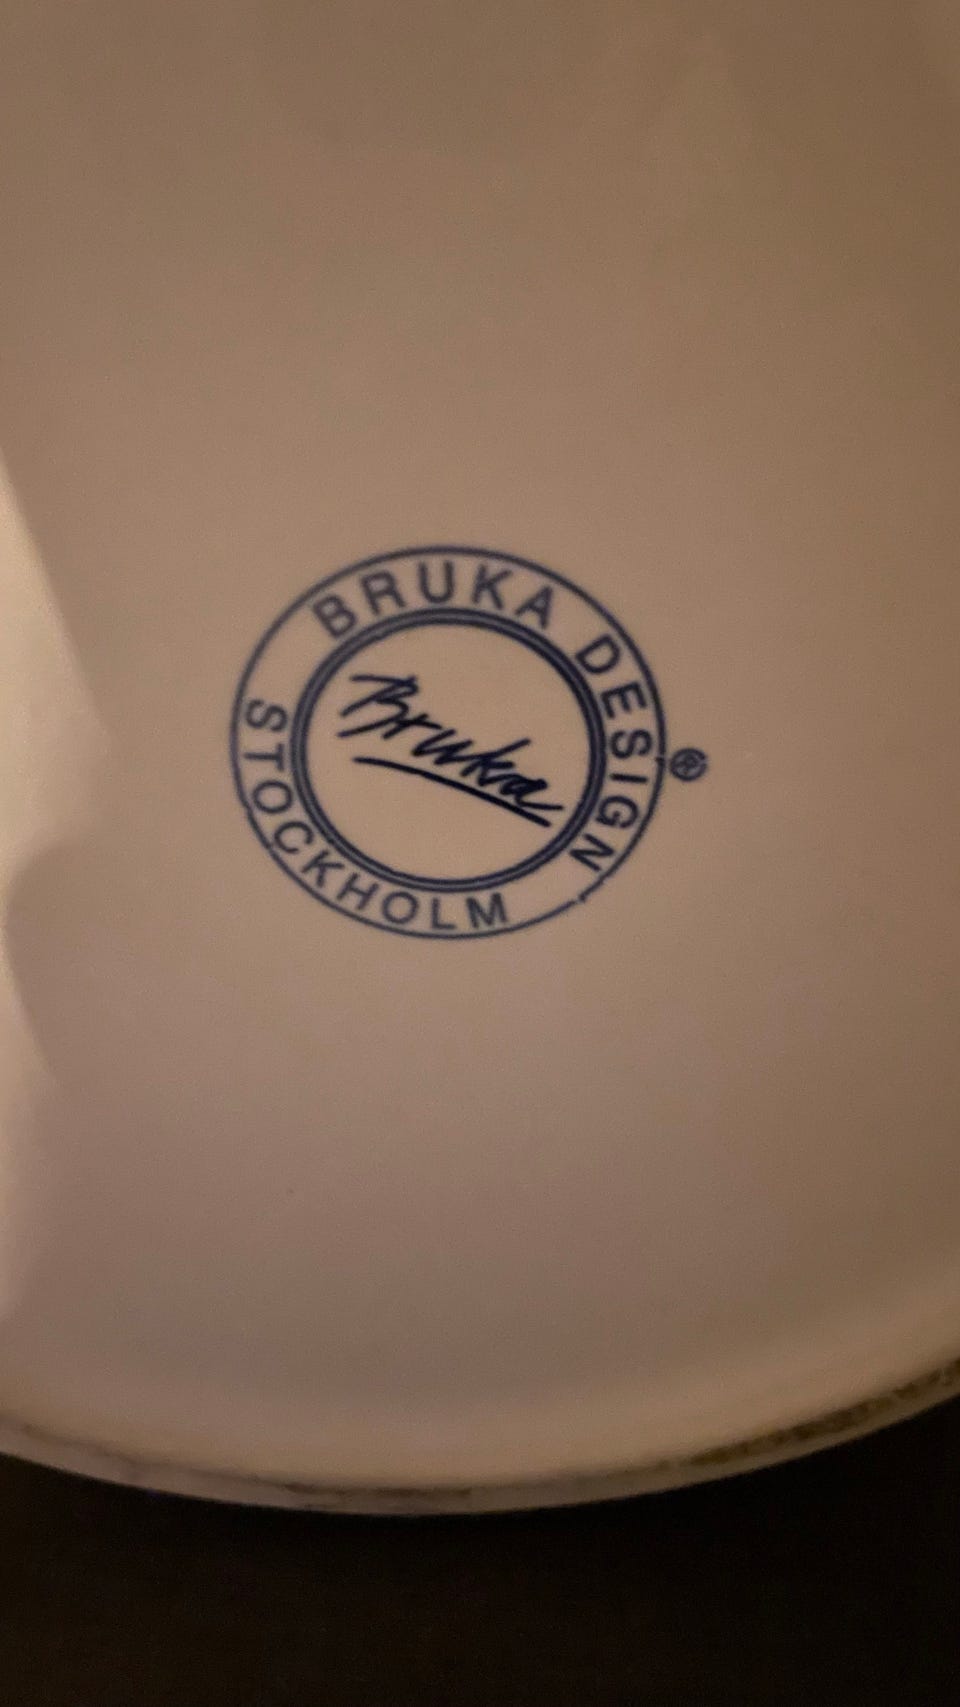 BRUKA DESIGN
®
Bruka
STOCKHOLM